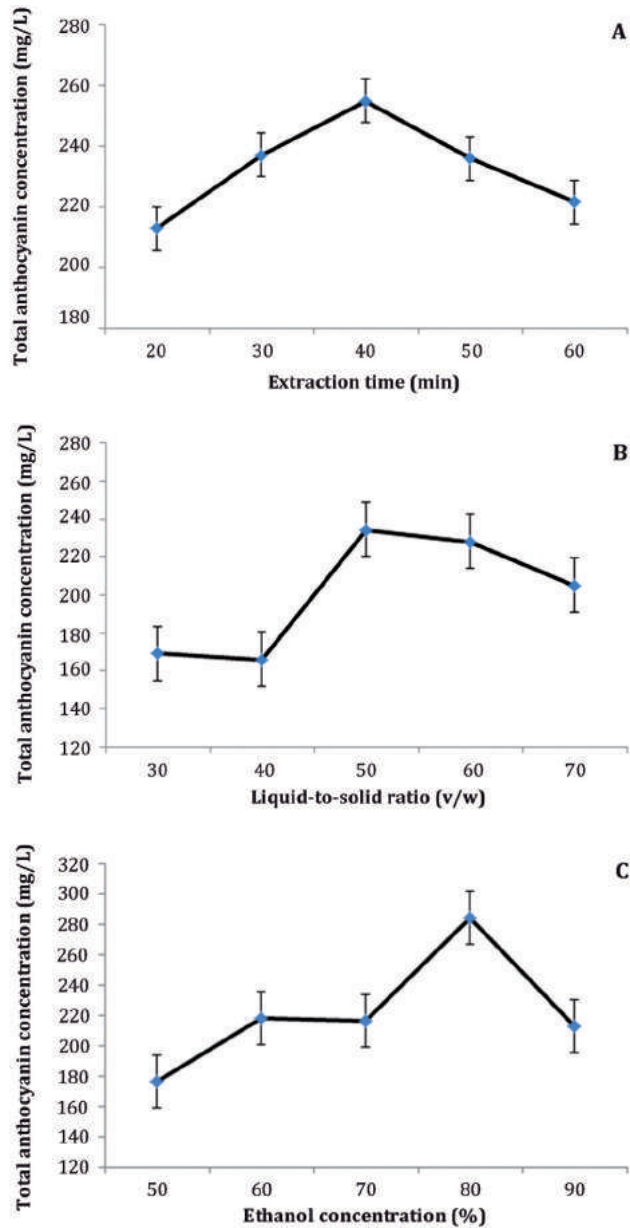 A
Total anthocyanin concentration (mg/L)
280
260
240
220
200
180
20 30 40 50 60
Extraction time (min)
B
Total anthocyanin concentration (mg/L)
280
260
240
220
200
180
160
140
120
30 40 50 60 70
Liquid-to-solid ratio (v/w)
C
Total anthocyanin concentration (mg/L)
320
300
280
260
240
220
200
180
160
140
120
50 60 70 80 90
Ethanol concentration (%)